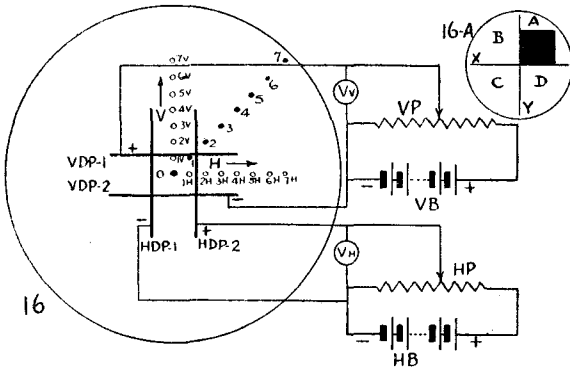 16-A
A
B
X
C
D
Y
7V
6V
5V
4V
3V
2V
1V
V
7
6
5
4
3
2
1
0
H
1H 2H 3H 4H 5H 6H 7H
VDP-1
VDP-2
+
-
-
+
HDP-1
HDP-2
16
VV
VP
- +
VB
VH
HP
- +
HB